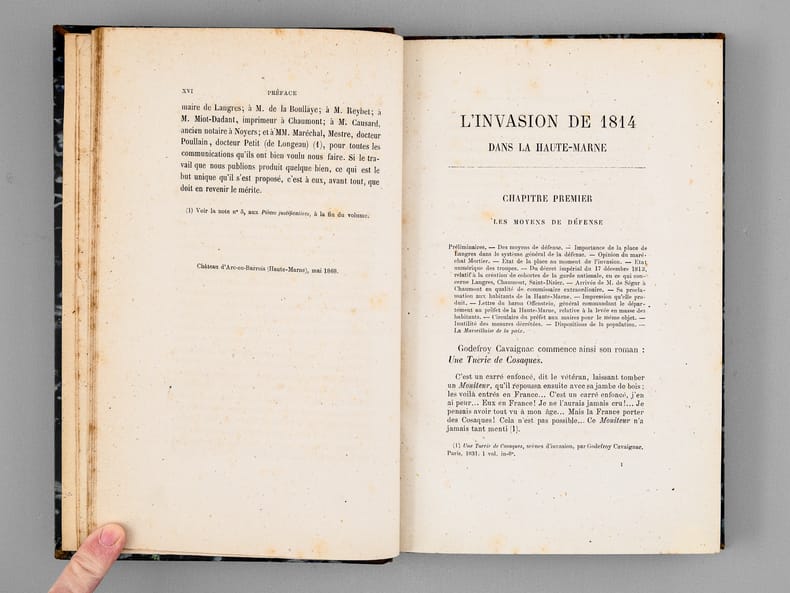 XVI
PRÉFACE
maire de Langres; à M. de la Boullaye; à M. Reybet; à
M. Miot-Dadant, imprimeur à Chaumont; à M. Causard,
ancien notaire à Noyers; et à MM. Maréchal, Mestre, docteur
Poullain, docteur Petit (de Longeau) (1), pour toutes les
communications qu'ils ont bien voulu nous faire. Si le tra-
vail que nous publions produit quelque bien, ce qui est le
but unique qu'il s'est proposé, c'est à eux, avant tout, que
doit en revenir le mérite.
(1) Voir la note n° 3, aux Pièces justificatives, à la fin du volume.
Château d'Arc-en-Barrois (Haute-Marne), mai 1868.
L'INVASION DE 1814
DANS LA HAUTE-MARNE
CHAPITRE PREMIER
LES MOYENS DE DÉFENSE
Préliminaires. — Des moyens de défense. — Importance de la place de
Langres dans le système général de la défense. — Opinion du maré-
chal Mortier. — Etat de la place au moment de l'invasion. — Etat
numérique des troupes. — Du décret impérial du 17 décembre 1813,
relatif à la création de cohortes de la garde nationale, en ce qui con-
cerne Langres, Chaumont, Saint-Dizier. — Arrivée de M. de Ségur à
Chaumont en qualité de commissaire extraordinaire. — Sa procla-
mation aux habitants de la Haute-Marne. — Impression qu'elle pro-
duit. — Lettre du baron Offenstein, général commandant le dépar-
tement au préfet de la Haute-Marne, relative à la levée en masse des
habitants. — Circulaire du préfet aux maires pour le même objet. —
Inutilité des mesures décrétées. — Dispositions de la population. —
La Marseillaise de la paix.
Godefroy Cavaignac commence ainsi son roman :
Une Tuerie de Cosaques.
C'est un carré enfoncé, dit le vétéran, laissant tomber
un Moniteur, qu'il repoussa ensuite avec sa jambe de bois;
les voilà entrés en France... C'est un carré enfoncé, j'en
ai peur... Eux en France! Je ne l'aurais jamais cru!... Je
pensais avoir tout vu à mon âge... Mais la France porter
des Cosaques! Cela n'est pas possible... Ce Moniteur n'a
jamais tant menti (1).
(1) Une Tuerie de Cosaques, scènes d'invasion, par Godefroy Cavaignac,
Paris, 1831. 1 vol. in-8°.
1